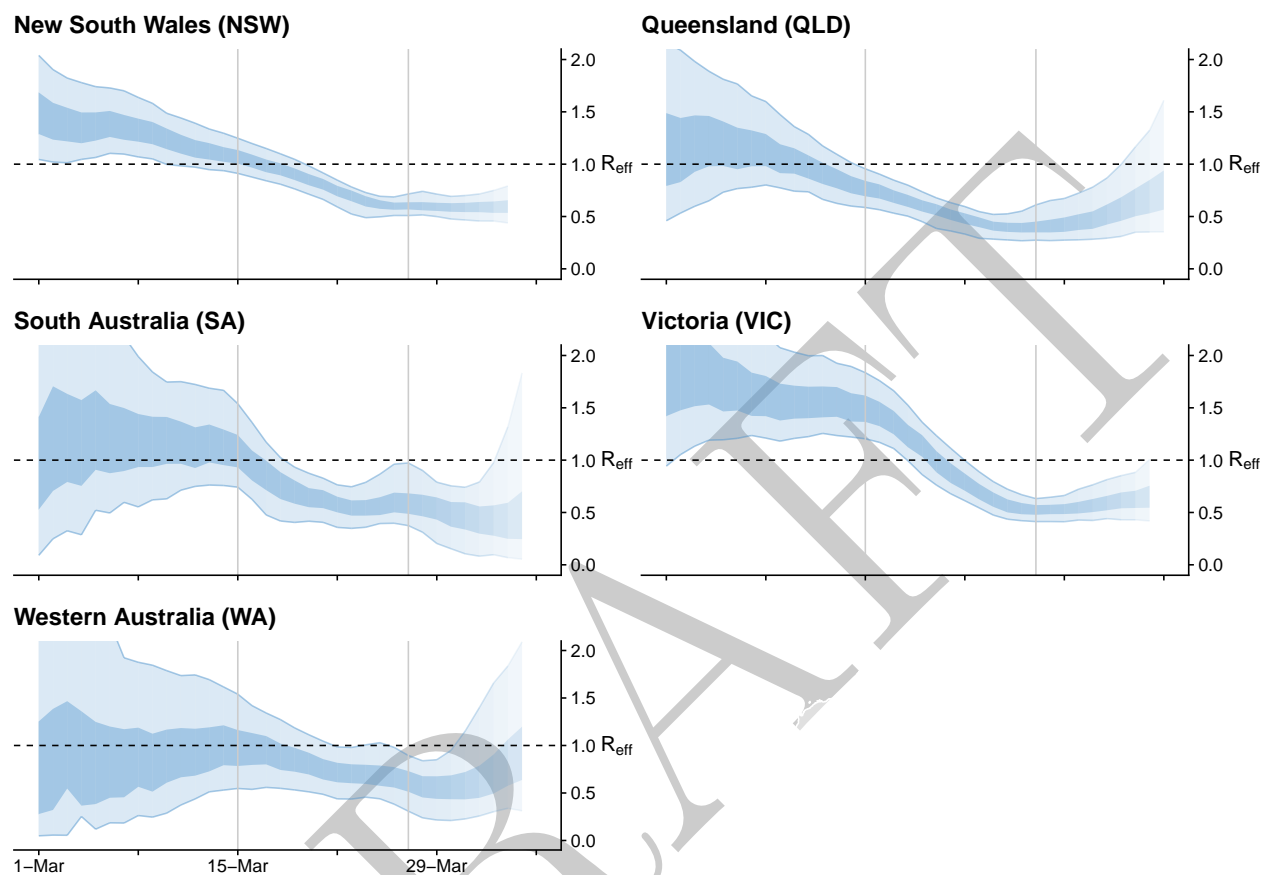 New South Wales (NSW)
2.0
1.5
1.0 Reff
0.5
0.0
Queensland (QLD)
2.0
1.5
1.0 Reff
0.5
0.0
South Australia (SA)
2.0
1.5
1.0 Reff
0.5
0.0
Victoria (VIC)
2.0
1.5
1.0 Reff
0.5
0.0
Western Australia (WA)
2.0
1.5
1.0 Reff
0.5
0.0
1–Mar 15–Mar 29–Mar
RAFT